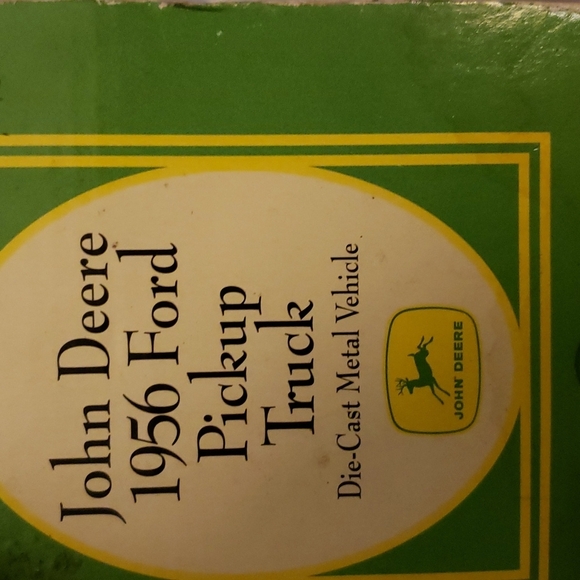 John Deere
1956 Ford
Pickup
Truck
Die-Cast Metal Vehicle
JOHN DEERE